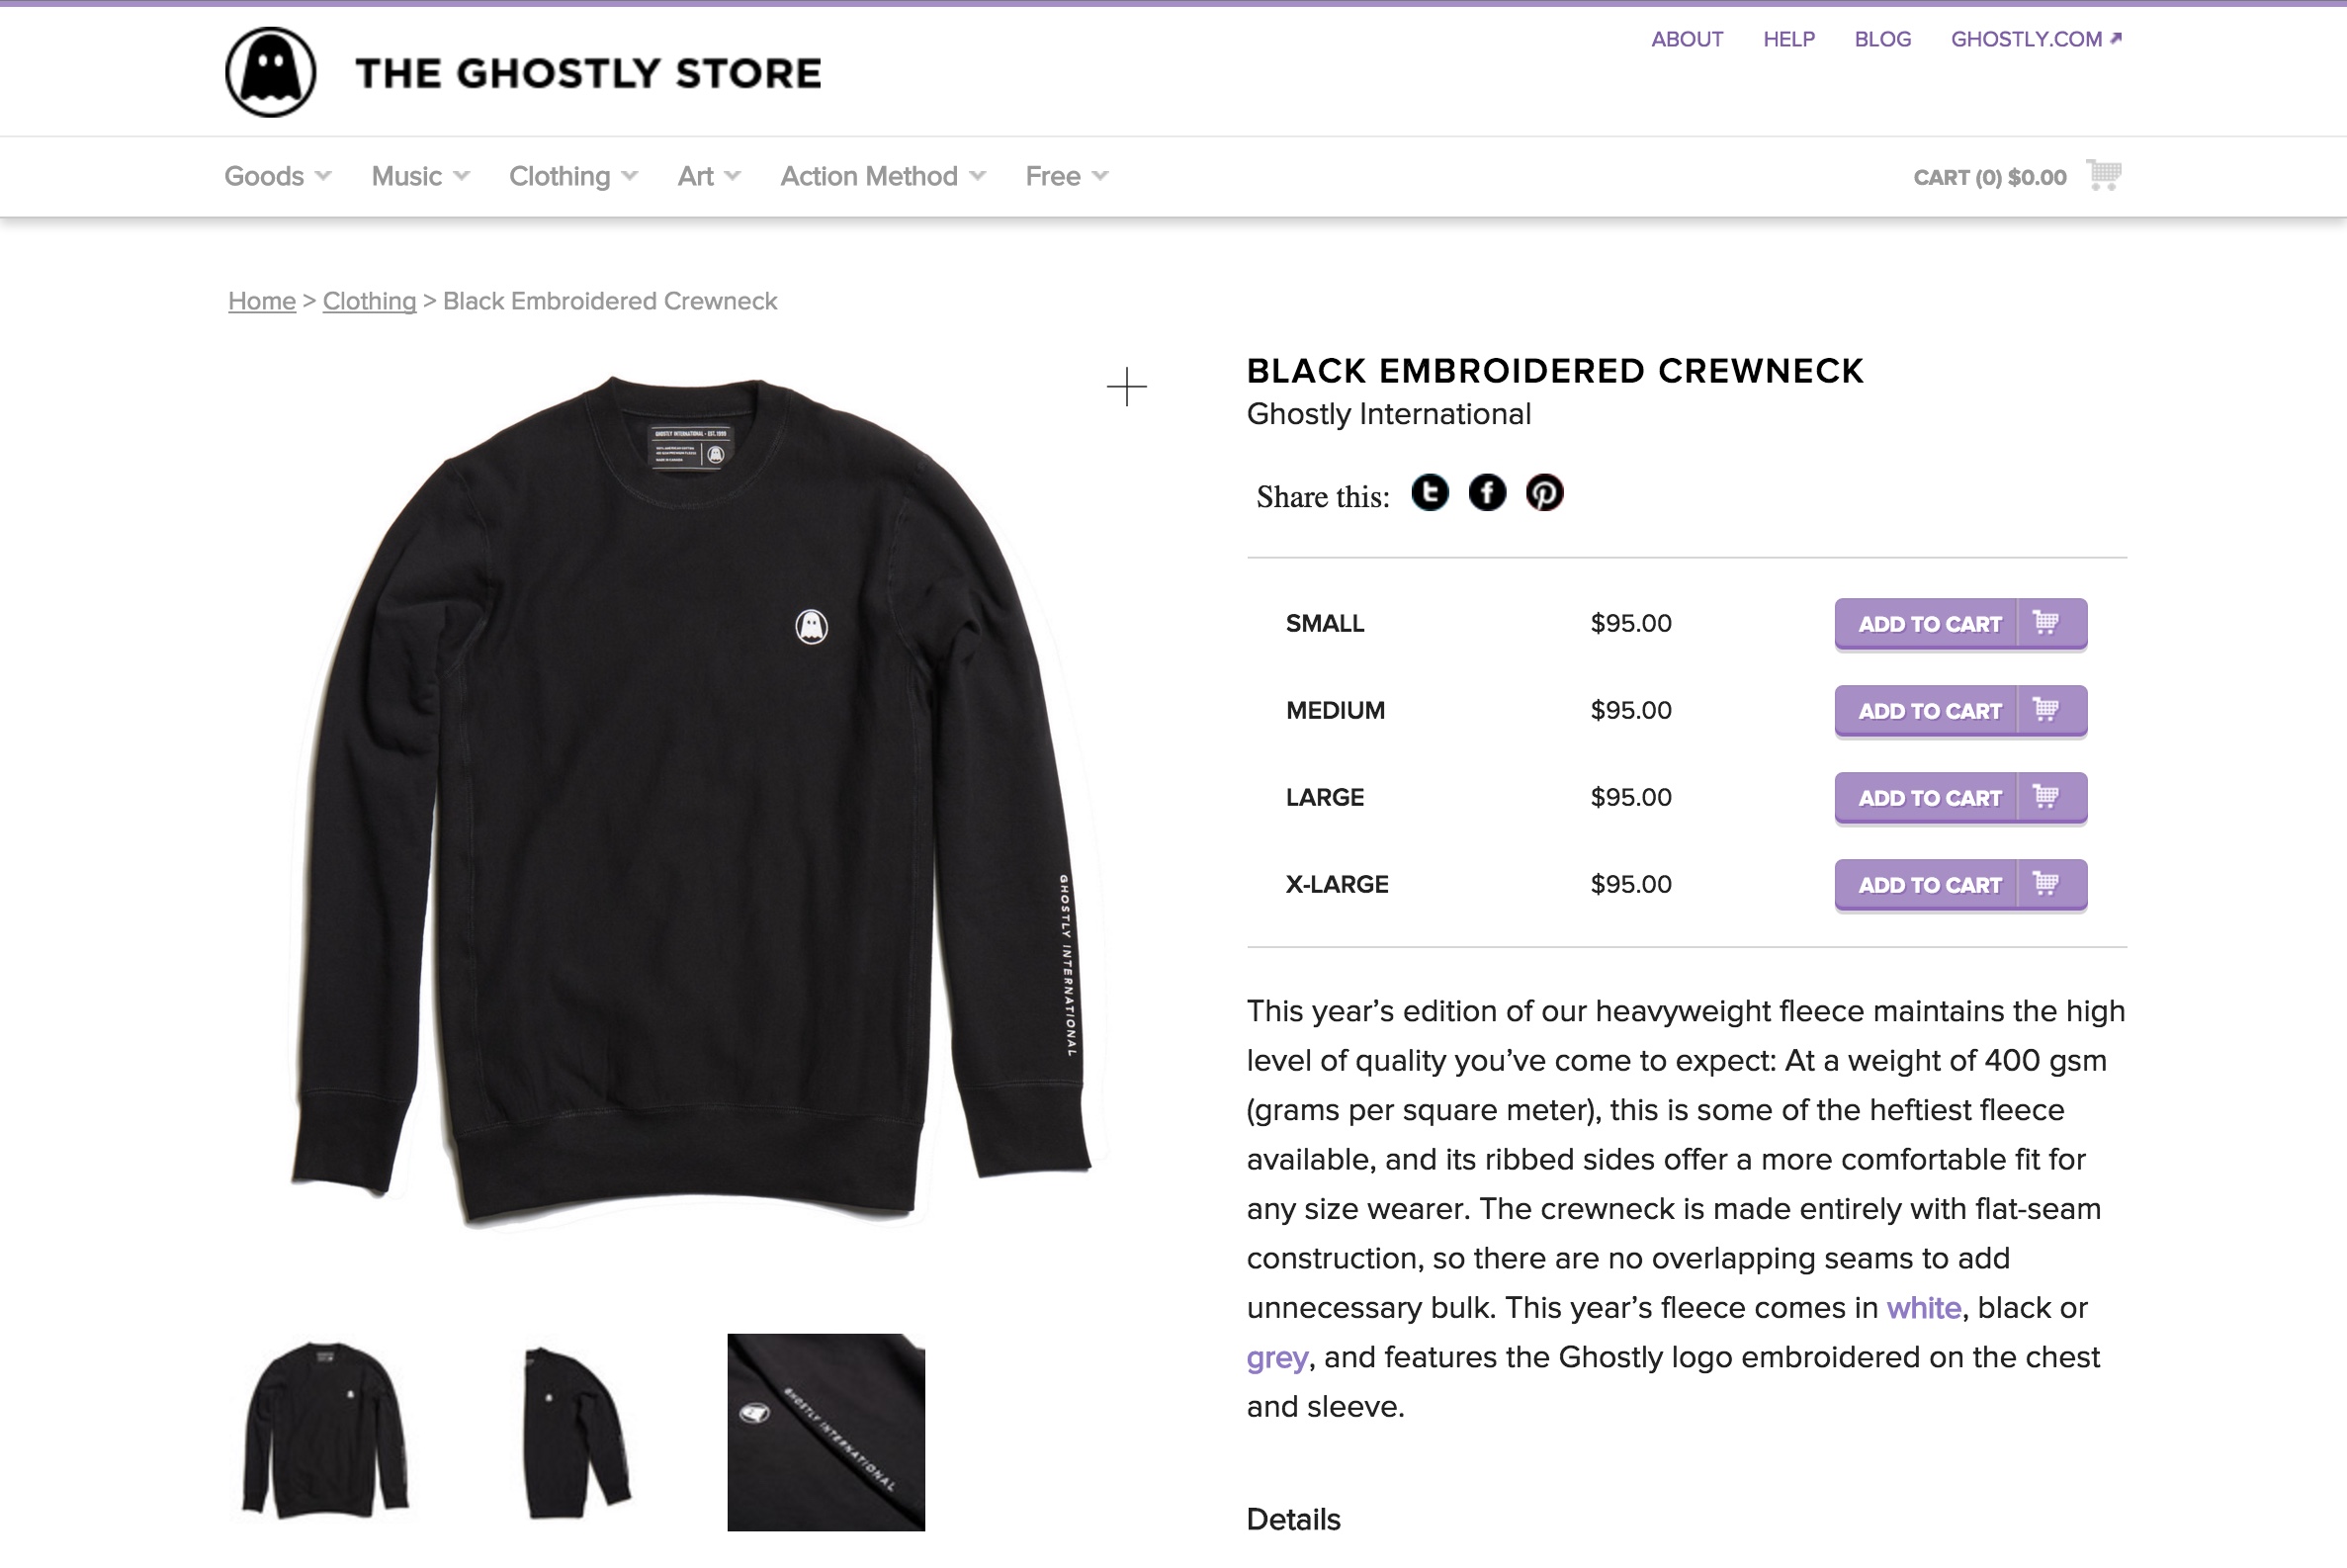 THE GHOSTLY STORE
ABOUT HELP BLOG GHOSTLY.COM
Goods Music Clothing Art Action Method Free
CART (0) $0.00
Home > Clothing > Black Embroidered Crewneck
GHOSTLY INTERNATIONAL • EST. 1999
GHOSTLY INTERNATIONAL
GHOSTLY INTERNATIONAL
BLACK EMBROIDERED CREWNECK
Ghostly International
Share this:
SMALL $95.00 ADD TO CART
MEDIUM $95.00 ADD TO CART
LARGE $95.00 ADD TO CART
X-LARGE $95.00 ADD TO CART
This year’s edition of our heavyweight fleece maintains the high
level of quality you’ve come to expect: At a weight of 400 gsm
(grams per square meter), this is some of the heftiest fleece
available, and its ribbed sides offer a more comfortable fit for
any size wearer. The crewneck is made entirely with flat-seam
construction, so there are no overlapping seams to add
unnecessary bulk. This year’s fleece comes in white, black or
grey, and features the Ghostly logo embroidered on the chest
and sleeve.
Details